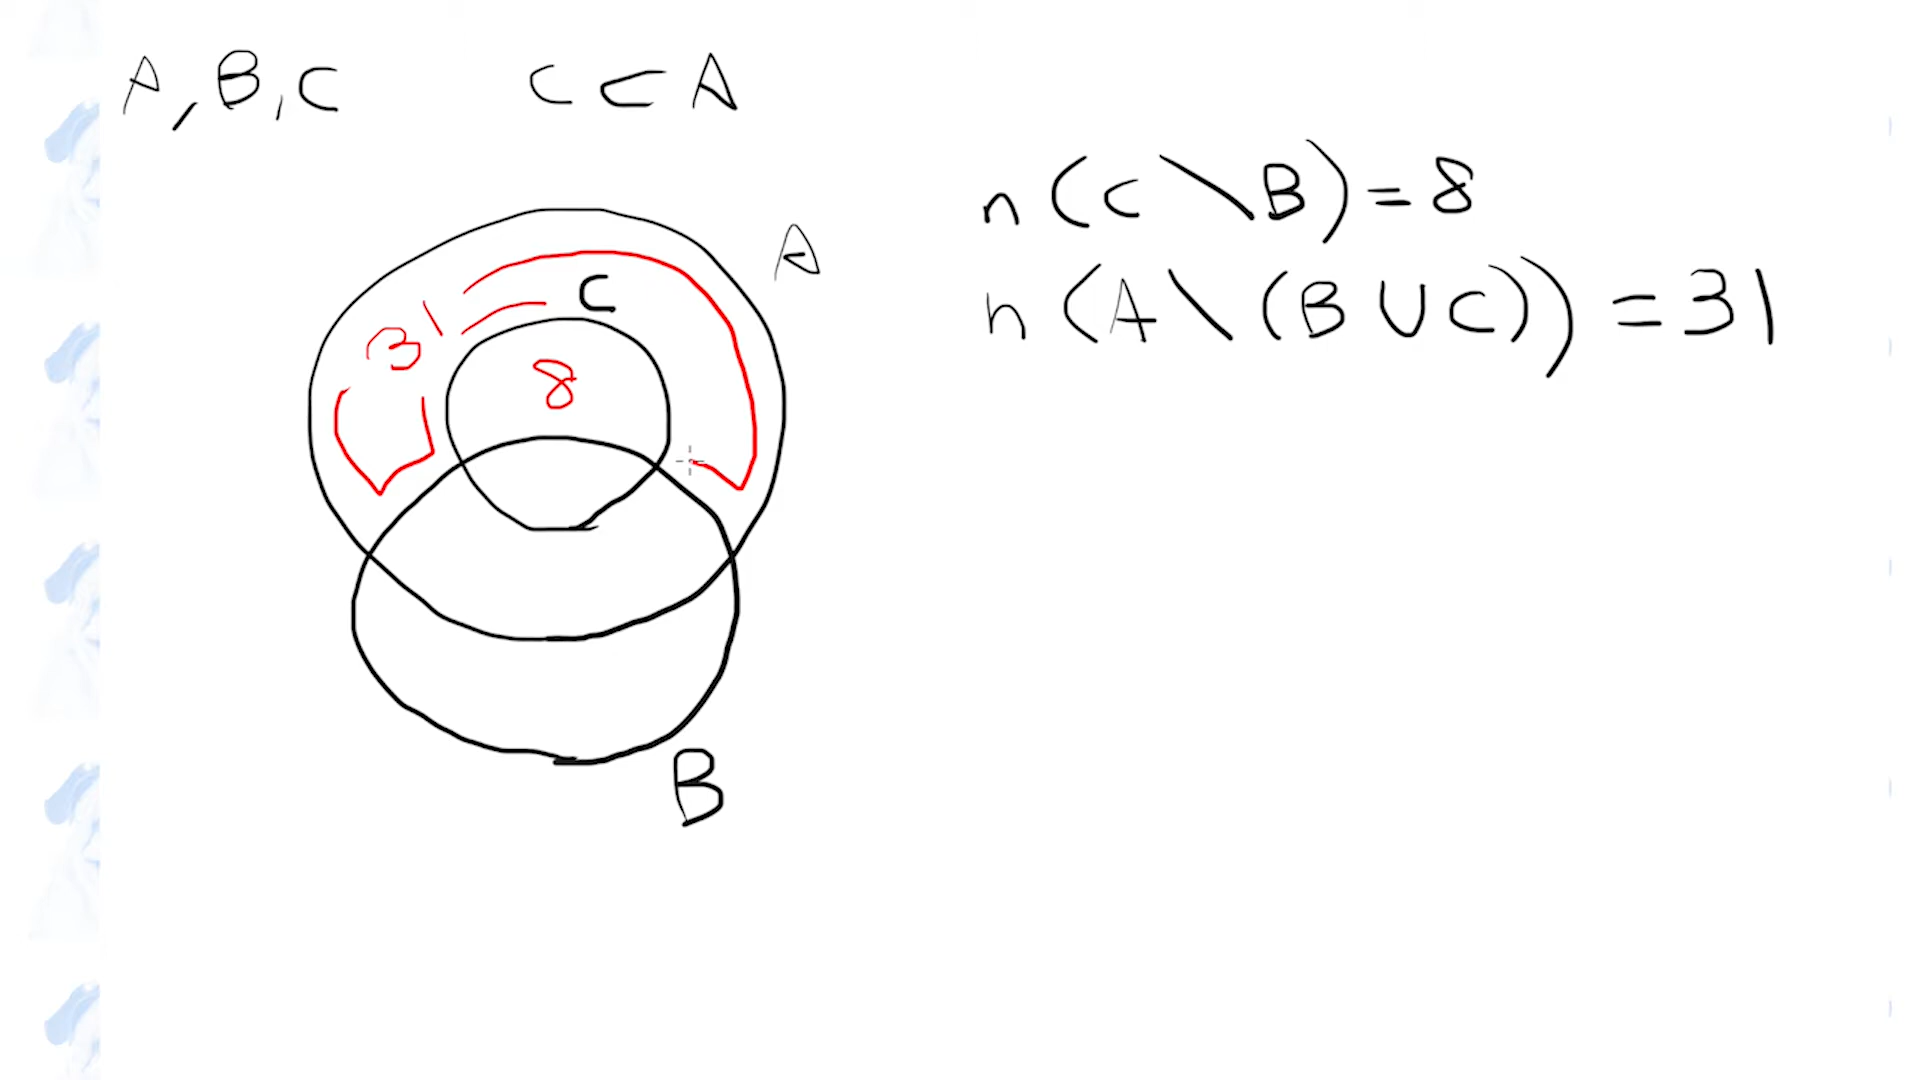 A, B, C
C ⊂ A
n(C \ B) = 8
n(A \ (B ∪ C)) = 31
A
C
31
8
B